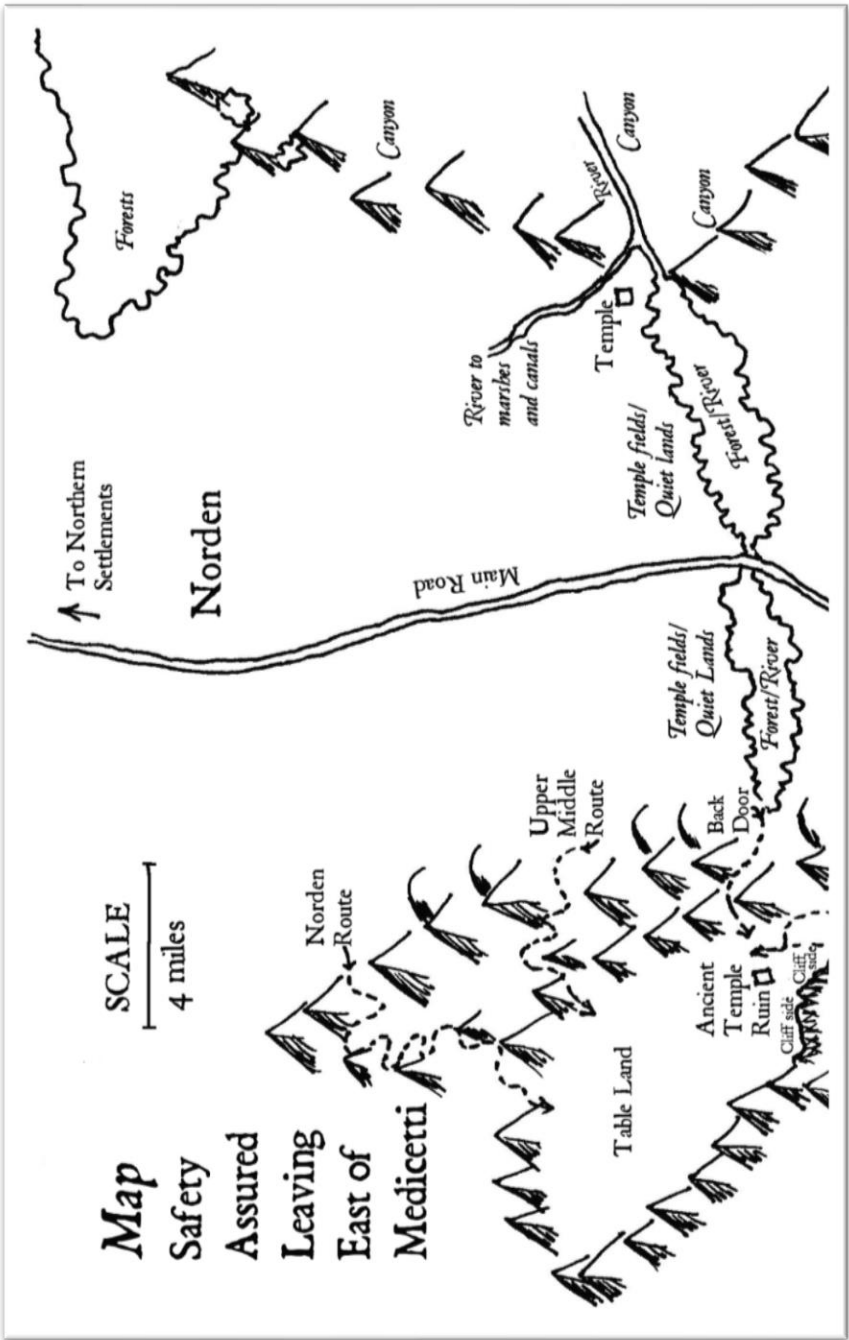 Map
Safety
Assured
Leaving
East of
Medicetti
SCALE
4 miles
To Northern
Settlements
Norden
Forests
Canyon
River
Canyon
Canyon
River to
marshes
and canals
Temple
Temple fields/
Quiet lands
Forest/River
Main Road
Temple fields/
Quiet Lands
Forest/River
Norden
Route
Upper
Middle
Route
Back
Door
Ancient
Temple
Ruin
Cliff side
Cliff
side
Table Land